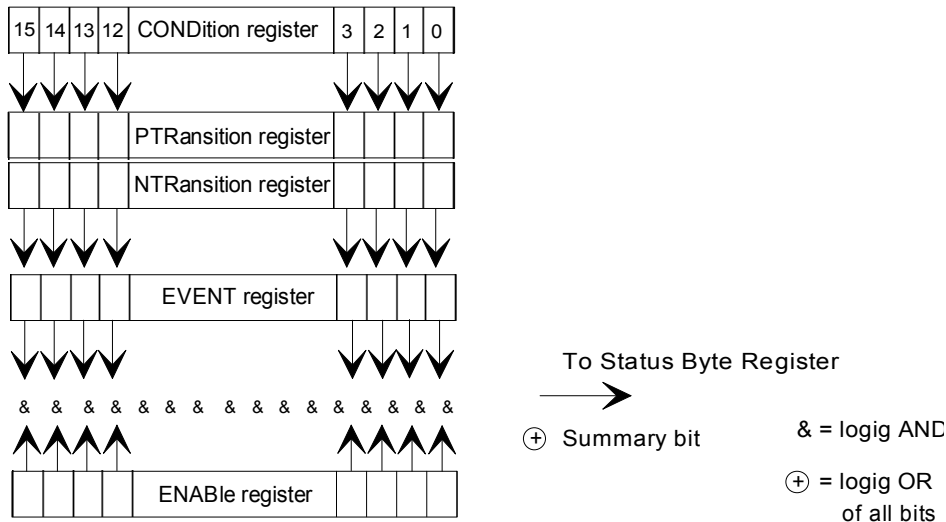 15 14 13 12 CONDition register 3 2 1 0
PTRansition register
NTRansition register
EVENT register
To Status Byte Register
& & & & & & & & & & & & & & & &
⊕ Summary bit
& = logig AND
ENABle register
⊕ = logig OR
of all bits